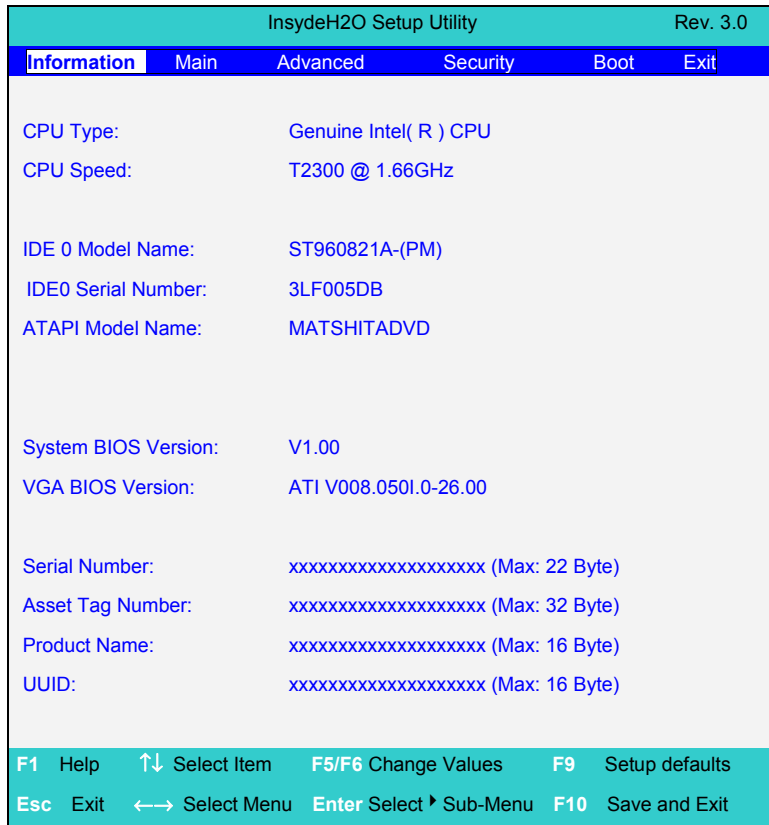 InsydeH2O Setup Utility Rev. 3.0
Information Main Advanced Security Boot Exit
CPU Type: Genuine Intel( R ) CPU
CPU Speed: T2300 @ 1.66GHz
IDE 0 Model Name: ST960821A-(PM)
IDE0 Serial Number: 3LF005DB
ATAPI Model Name: MATSHITADVD
System BIOS Version: V1.00
VGA BIOS Version: ATI V008.050I.0-26.00
Serial Number: xxxxxxxxxxxxxxxxxxxx (Max: 22 Byte)
Asset Tag Number: xxxxxxxxxxxxxxxxxxxx (Max: 32 Byte)
Product Name: xxxxxxxxxxxxxxxxxxxx (Max: 16 Byte)
UUID: xxxxxxxxxxxxxxxxxxxx (Max: 16 Byte)
F1 Help ↑↓ Select Item F5/F6 Change Values F9 Setup defaults
Esc Exit ←→ Select Menu Enter Select ▸ Sub-Menu F10 Save and Exit